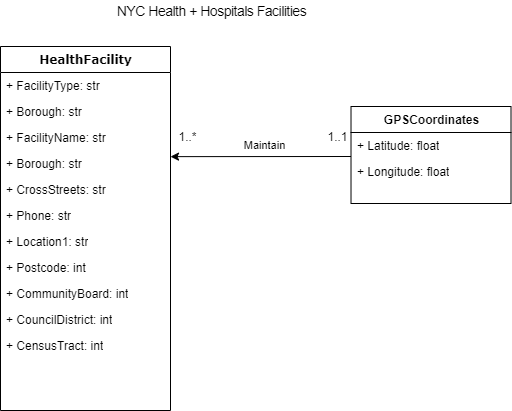 NYC Health + Hospitals Facilities
HealthFacility
+ FacilityType: str
+ Borough: str
+ FacilityName: str
+ Borough: str
+ CrossStreets: str
+ Phone: str
+ Location1: str
+ Postcode: int
+ CommunityBoard: int
+ CouncilDistrict: int
+ CensusTract: int
1..*
Maintain
1..1
GPSCoordinates
+ Latitude: float
+ Longitude: float